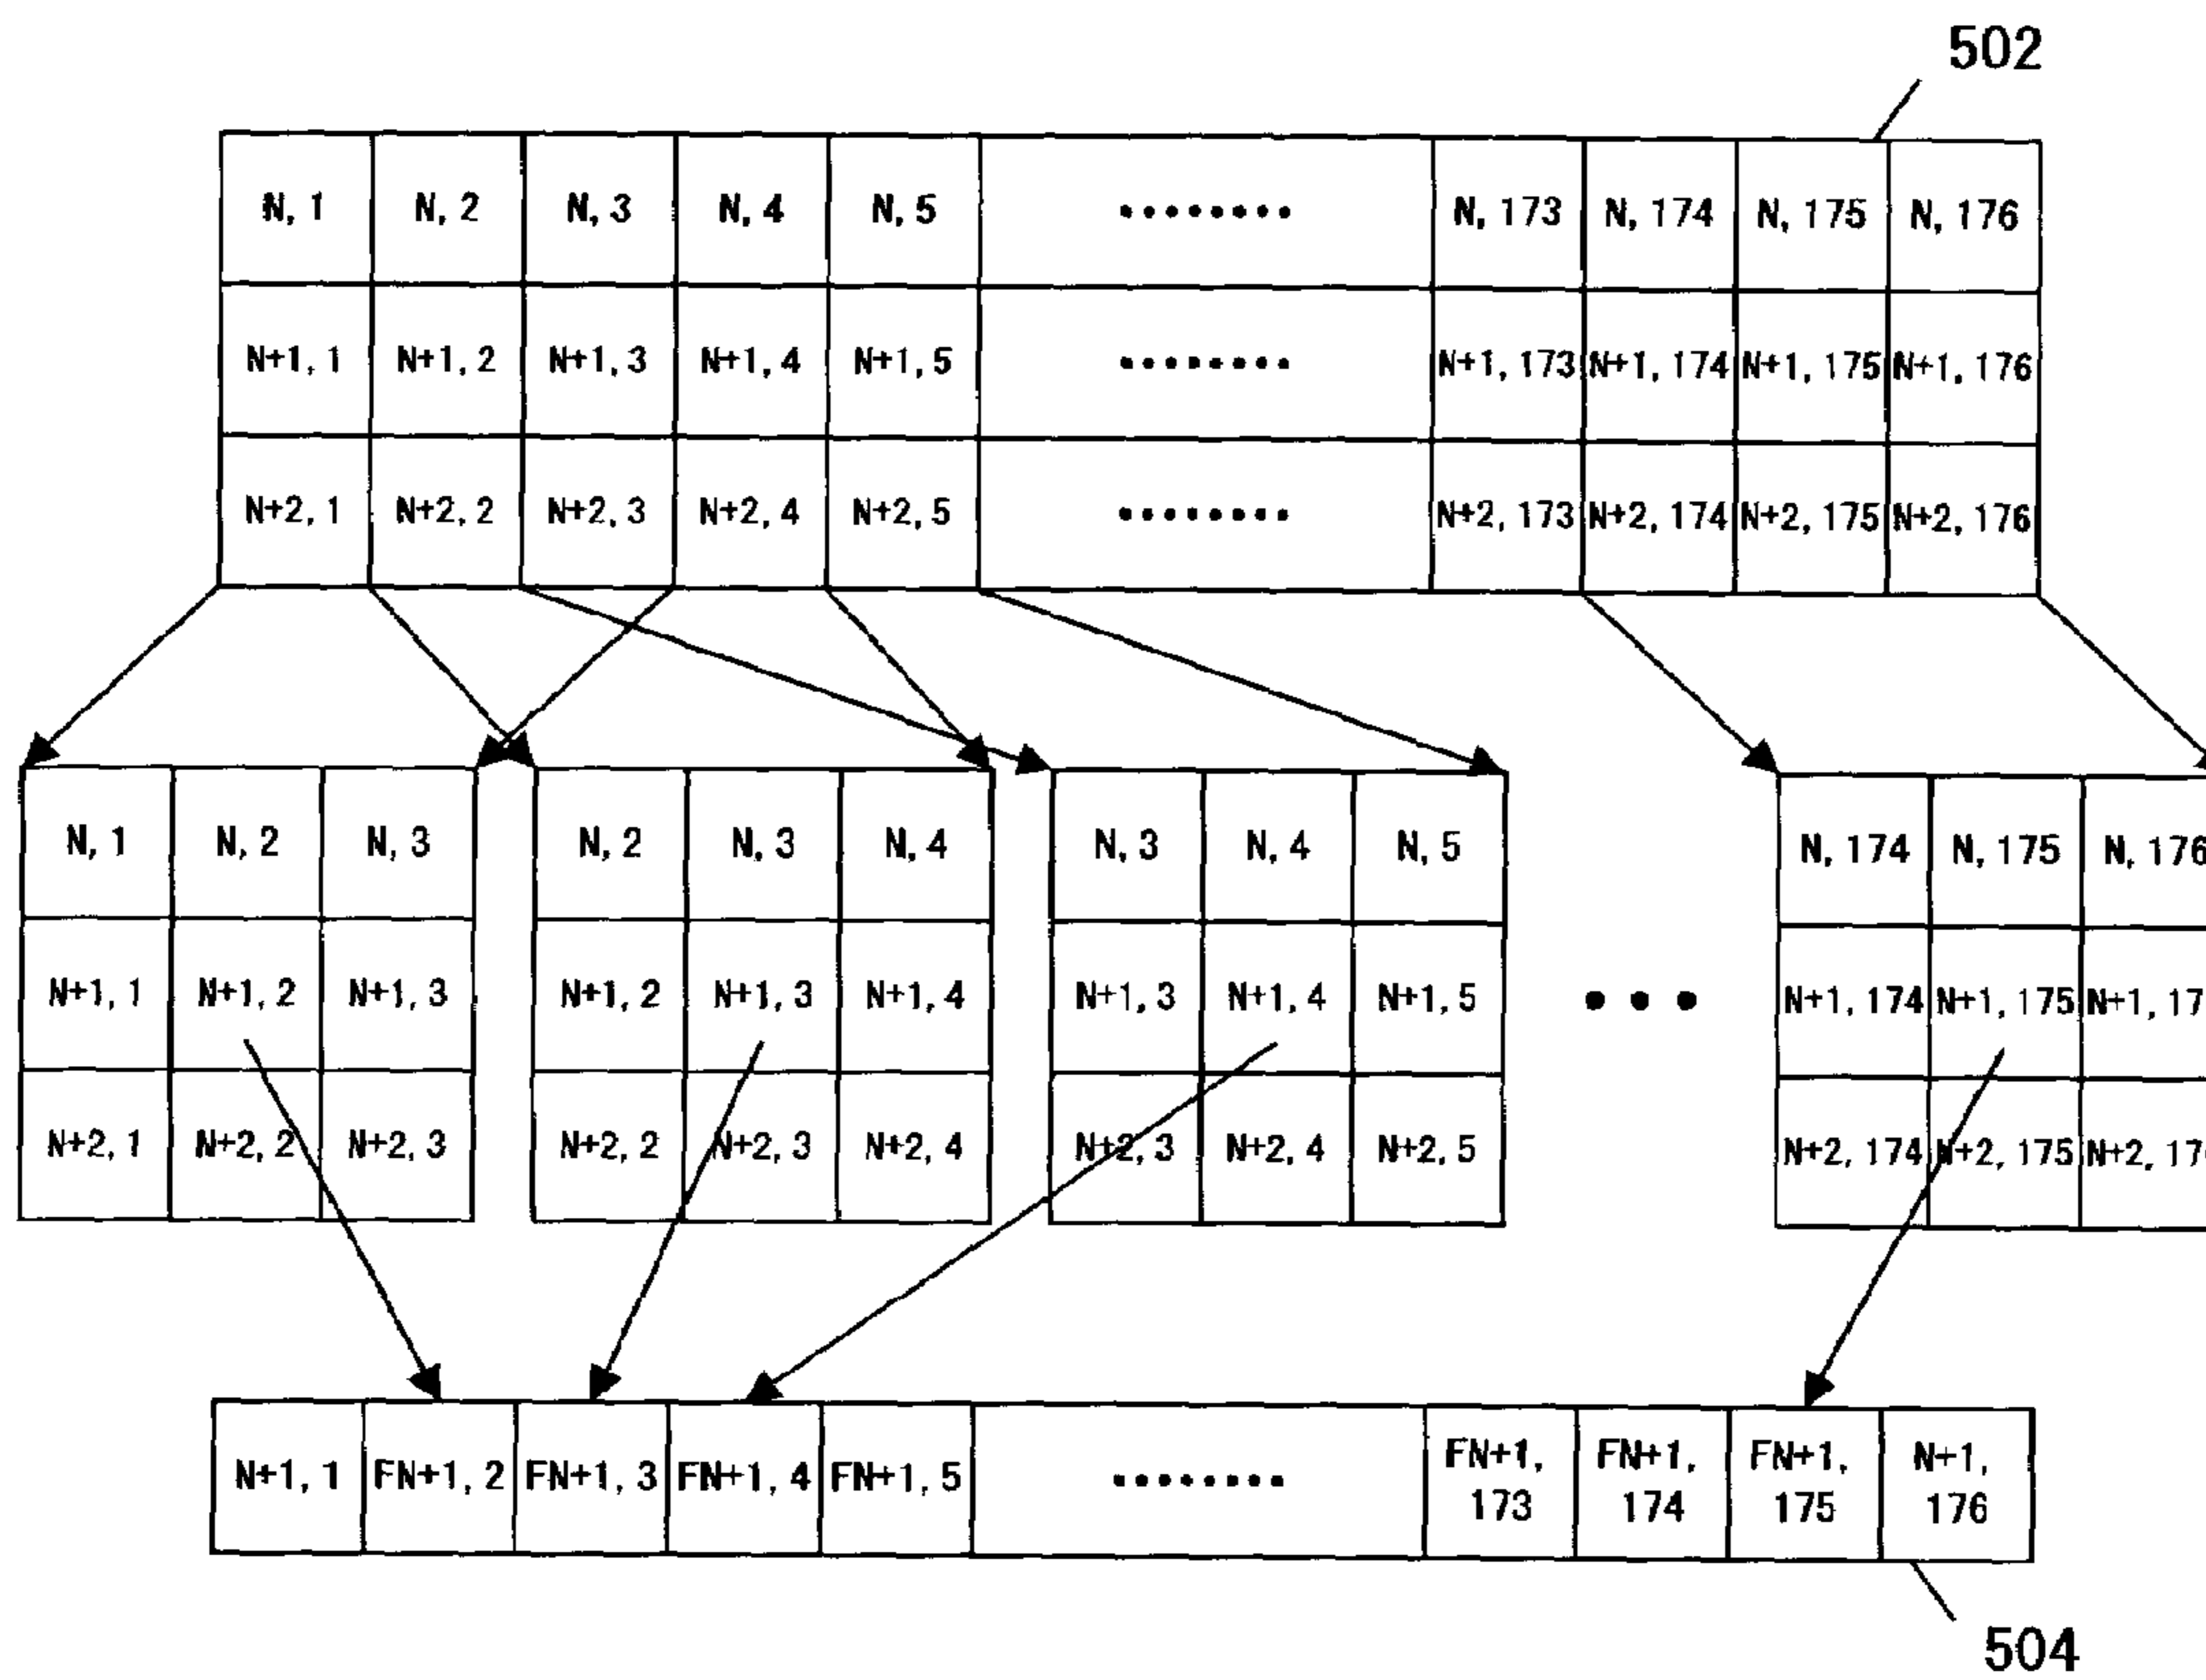 502
N, 1 N, 2 N, 3 N, 4 N, 5 ........ N, 173 N, 174 N, 175 N, 176
N+1, 1 N+1, 2 N+1, 3 N+1, 4 N+1, 5 ........ N+1, 173 N+1, 174 N+1, 175 N+1, 176
N+2, 1 N+2, 2 N+2, 3 N+2, 4 N+2, 5 ........ N+2, 173 N+2, 174 N+2, 175 N+2, 176
N, 1 N, 2 N, 3 N, 2 N, 3 N, 4 N, 3 N, 4 N, 5 N, 174 N, 175 N, 176
N+1, 1 N+1, 2 N+1, 3 N+1, 2 N+1, 3 N+1, 4 N+1, 3 N+1, 4 N+1, 5 ... N+1, 174 N+1, 175 N+1, 17
N+2, 1 N+2, 2 N+2, 3 N+2, 2 N+2, 3 N+2, 4 N+2, 3 N+2, 4 N+2, 5 N+2, 174 N+2, 175 N+2, 17
N+1, 1 FN+1, 2 FN+1, 3 FN+1, 4 FN+1, 5 ........ FN+1, 173 FN+1, 174 FN+1, 175 N+1, 176
504